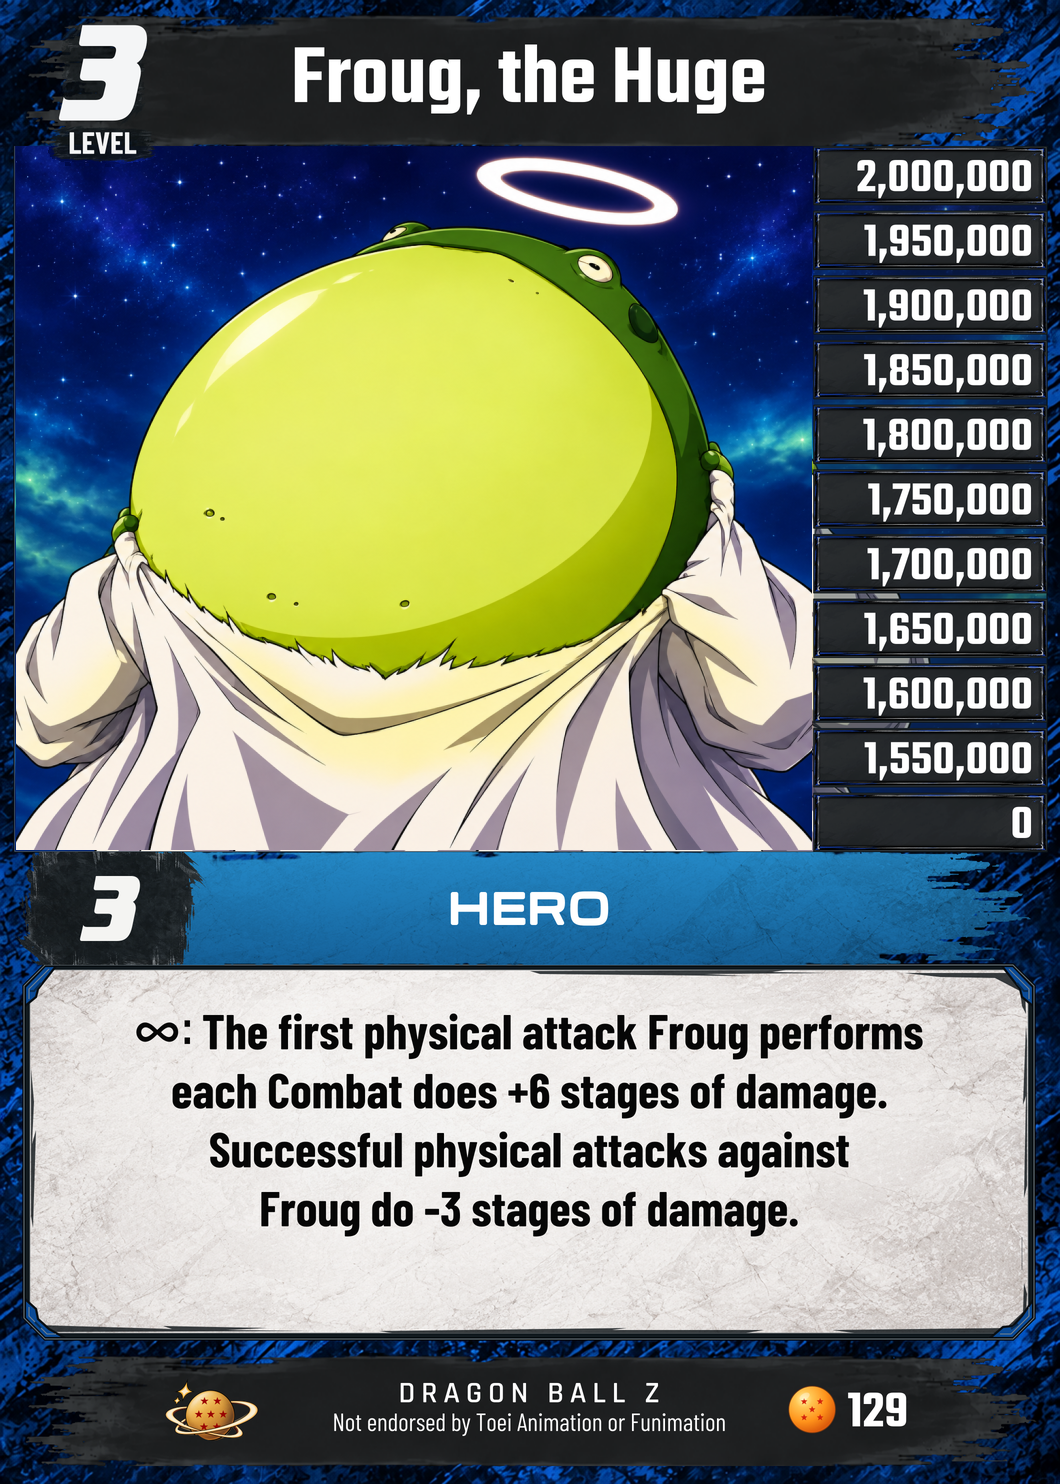 3
LEVEL
Froug, the Huge
2,000,000
1,950,000
1,900,000
1,850,000
1,800,000
1,750,000
1,700,000
1,650,000
1,600,000
1,550,000
0
3
HERO
∞: The first physical attack Froug performs
each Combat does +6 stages of damage.
Successful physical attacks against
Froug do -3 stages of damage.
DRAGON BALL Z
Not endorsed by Toei Animation or Funimation
129